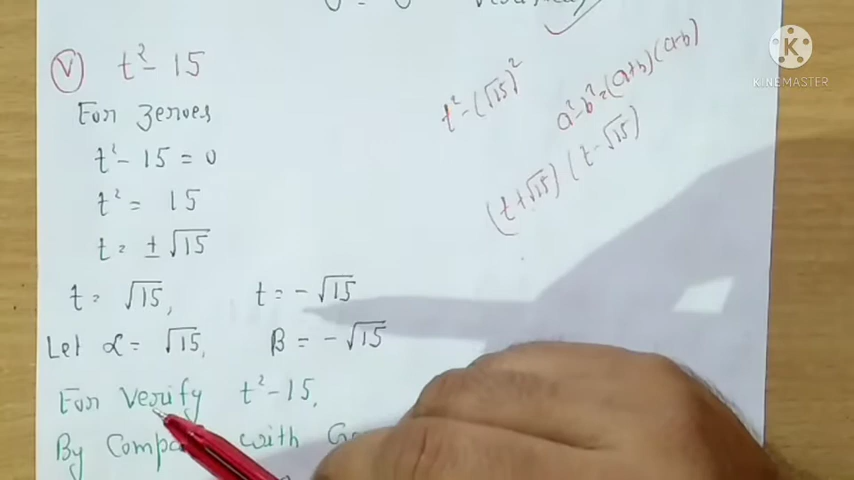 (V) t² - 15
For zeroes
t² - 15 = 0
t² = 15
t = ± √15
t = √15, t = - √15
Let α = √15, β = - √15
For Verify t² - 15,
By with
t² - (√15)²
a² - b² = (a+b)(a-b)
(t + √15) (t - √15)
KINEMASTER